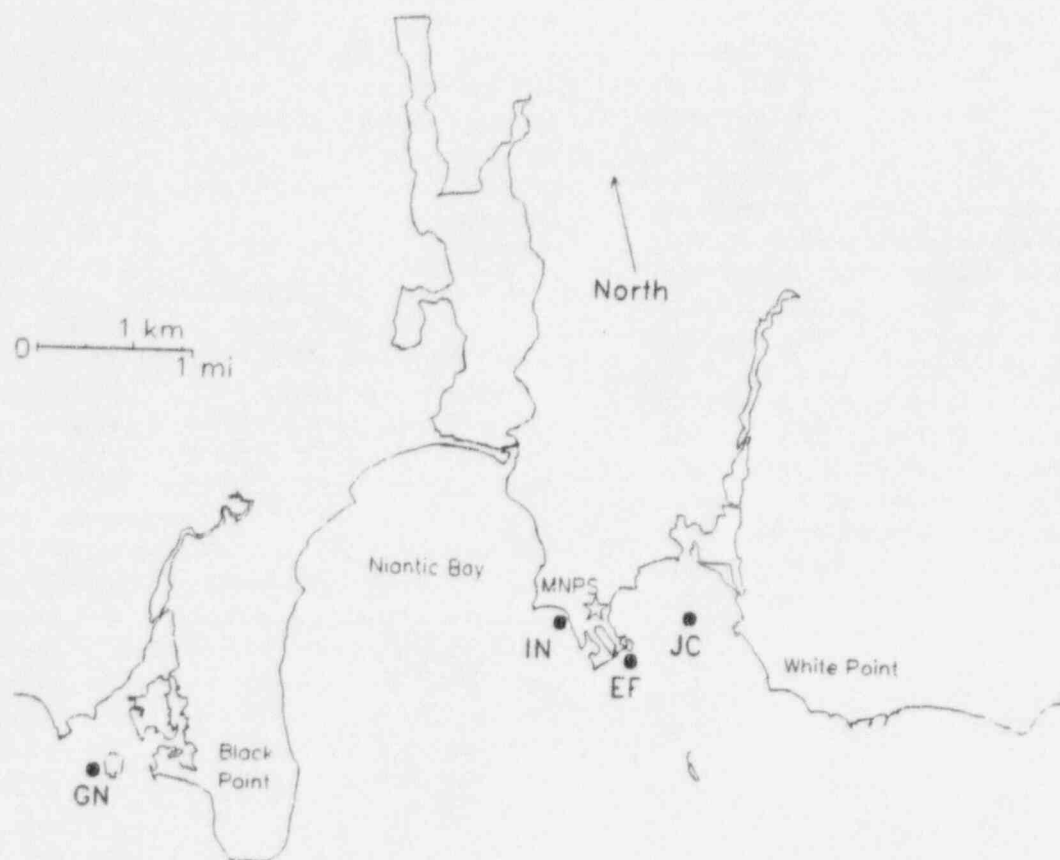 North
0
1 km
1 mi
Niantic Bay
MNPS
IN
JC
EF
White Point
Black
Point
GN